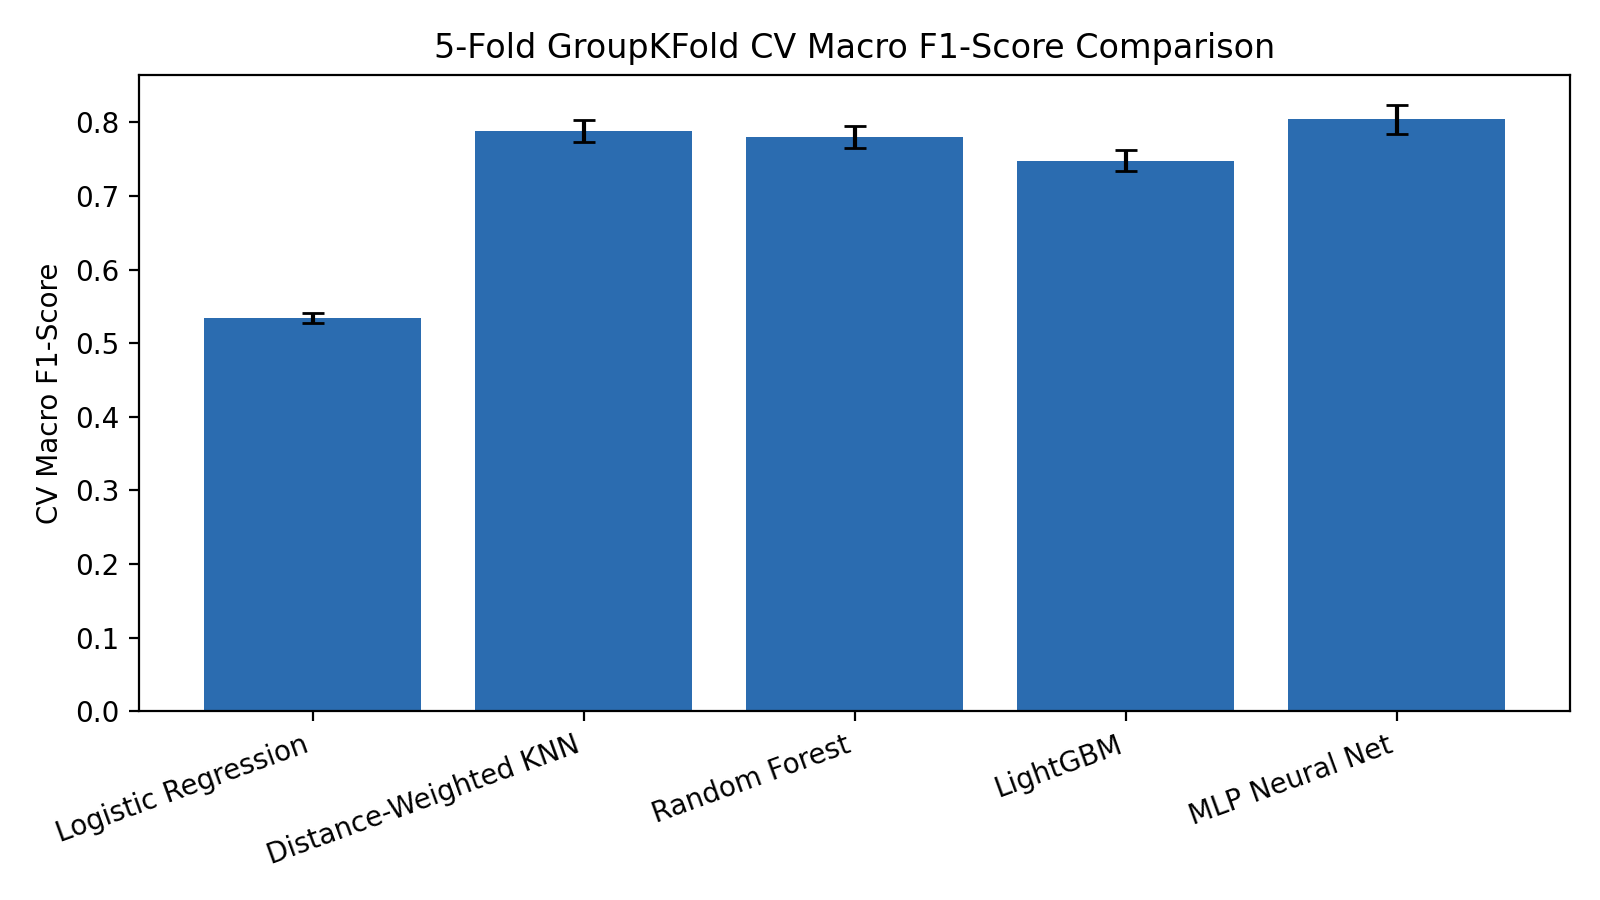 5-Fold GroupKFold CV Macro F1-Score Comparison
CV Macro F1-Score
0.8
0.7
0.6
0.5
0.4
0.3
0.2
0.1
0.0
Logistic Regression
Distance-Weighted KNN
Random Forest
LightGBM
MLP Neural Net